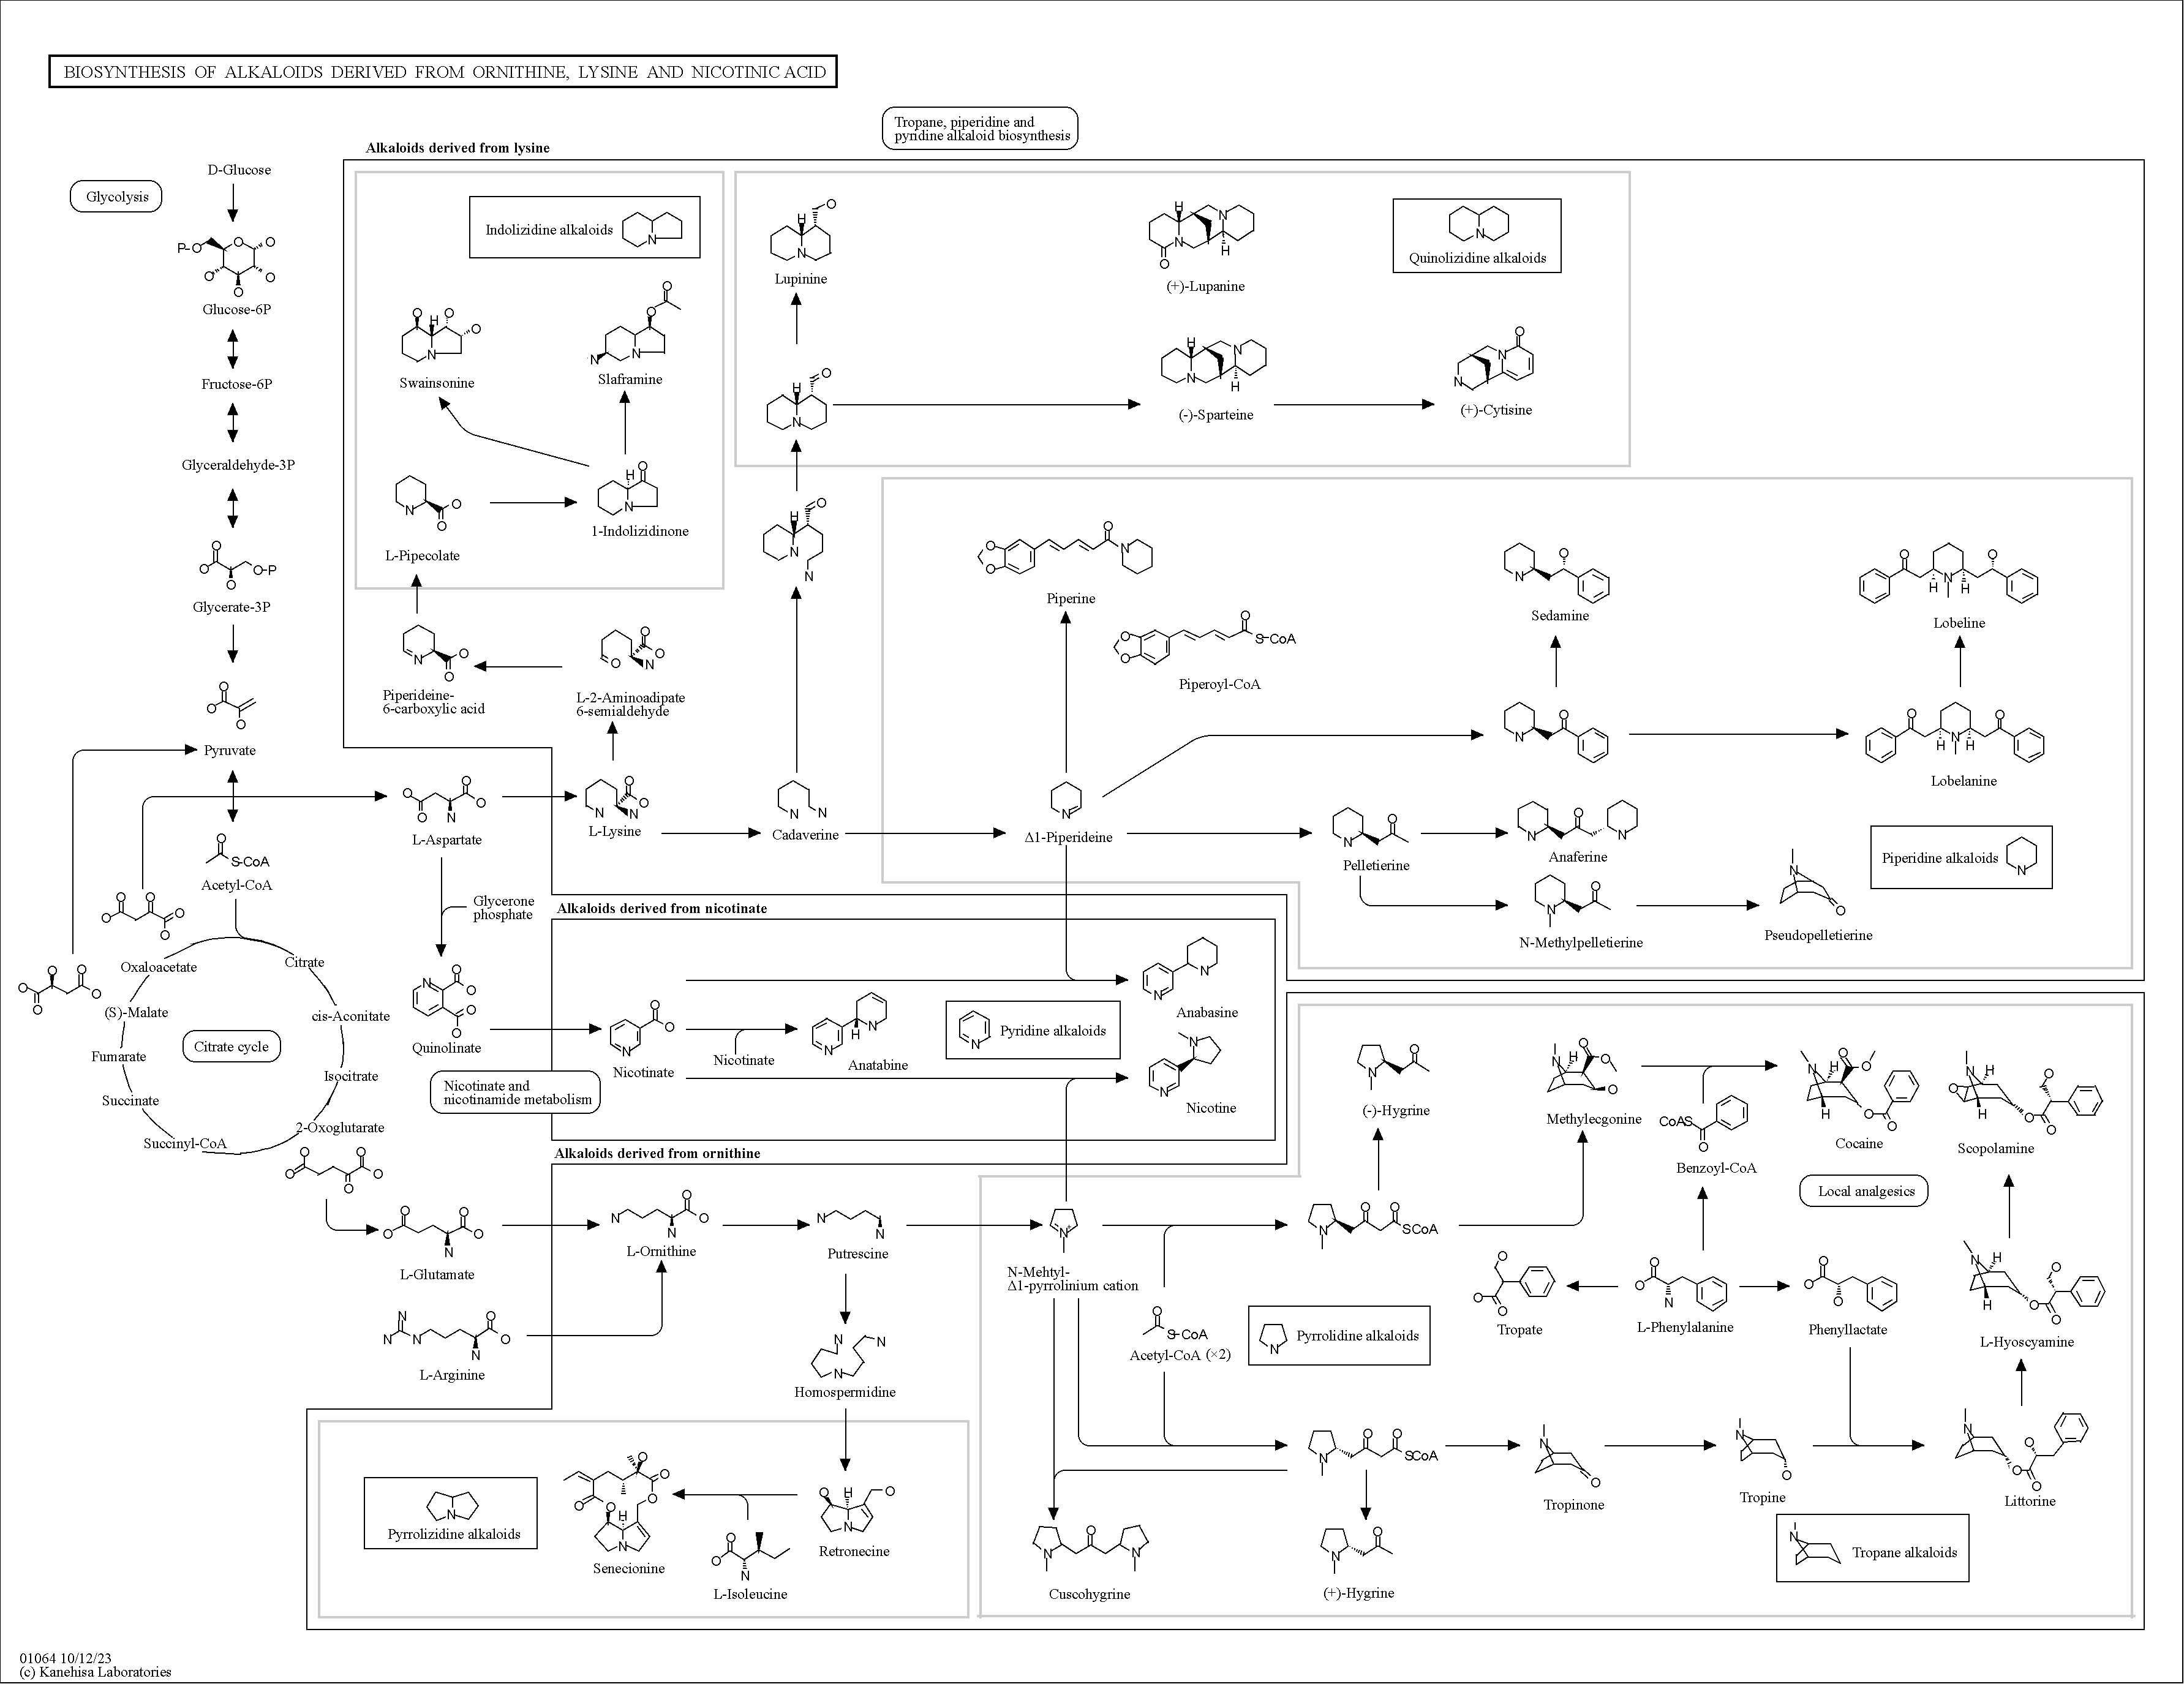 BIOSYNTHESIS OF ALKALOIDS DERIVED FROM ORNITHINE, LYSINE AND NICOTINIC ACID
Tropane, piperidine and
pyridine alkaloid biosynthesis
Alkaloids derived from lysine
Glycolysis
D-Glucose
P
O
O
O
O
O
O
Glucose-6P
Fructose-6P
Glyceraldehyde-3P
O
O
O-P
O
Glycerate-3P
O
O
O
Pyruvate
O
S-CoA
Acetyl-CoA
Oxaloacetate
Citrate
(S)-Malate
cis-Aconitate
Citrate cycle
Fumarate
Isocitrate
Succinate
2-Oxoglutarate
Succinyl-CoA
Indolizidine alkaloids
N
Swainsonine
Slaframine
L-Pipecolate
1-Indolizidinone
Piperideine-
6-carboxylic acid
L-2-Aminoadipate
6-semialdehyde
L-Aspartate
L-Lysine
Cadaverine
Glycerone
phosphate
Lupinine
(+)-Lupanine
Quinolizidine alkaloids
(-)-Sparteine
(+)-Cytisine
Piperine
S-CoA
Piperoyl-CoA
Sedamine
Lobeline
Lobelanine
Δ1-Piperideine
Pelletierine
Anaferine
Piperidine alkaloids
N-Methylpelletierine
Pseudopelletierine
Alkaloids derived from nicotinate
Quinolinate
Nicotinate
Nicotinate
Anatabine
Pyridine alkaloids
Anabasine
Nicotine
Nicotinate and
nicotinamide metabolism
Alkaloids derived from ornithine
L-Glutamate
L-Ornithine
Putrescine
L-Arginine
Homospermidine
N-Mehtyl-
Δ1-pyrrolinium cation
S-CoA
Acetyl-CoA (×2)
Pyrrolidine alkaloids
(-)-Hygrine
SCoA
Methylecgonine
CoAS
Benzoyl-CoA
Cocaine
Scopolamine
Local analgesics
Tropate
L-Phenylalanine
Phenyllactate
L-Hyoscyamine
SCoA
Tropinone
Tropine
Littorine
Tropane alkaloids
Cuscohygrine
(+)-Hygrine
Pyrrolizidine alkaloids
Senecionine
L-Isoleucine
Retronecine
01064 10/12/23
(c) Kanehisa Laboratories